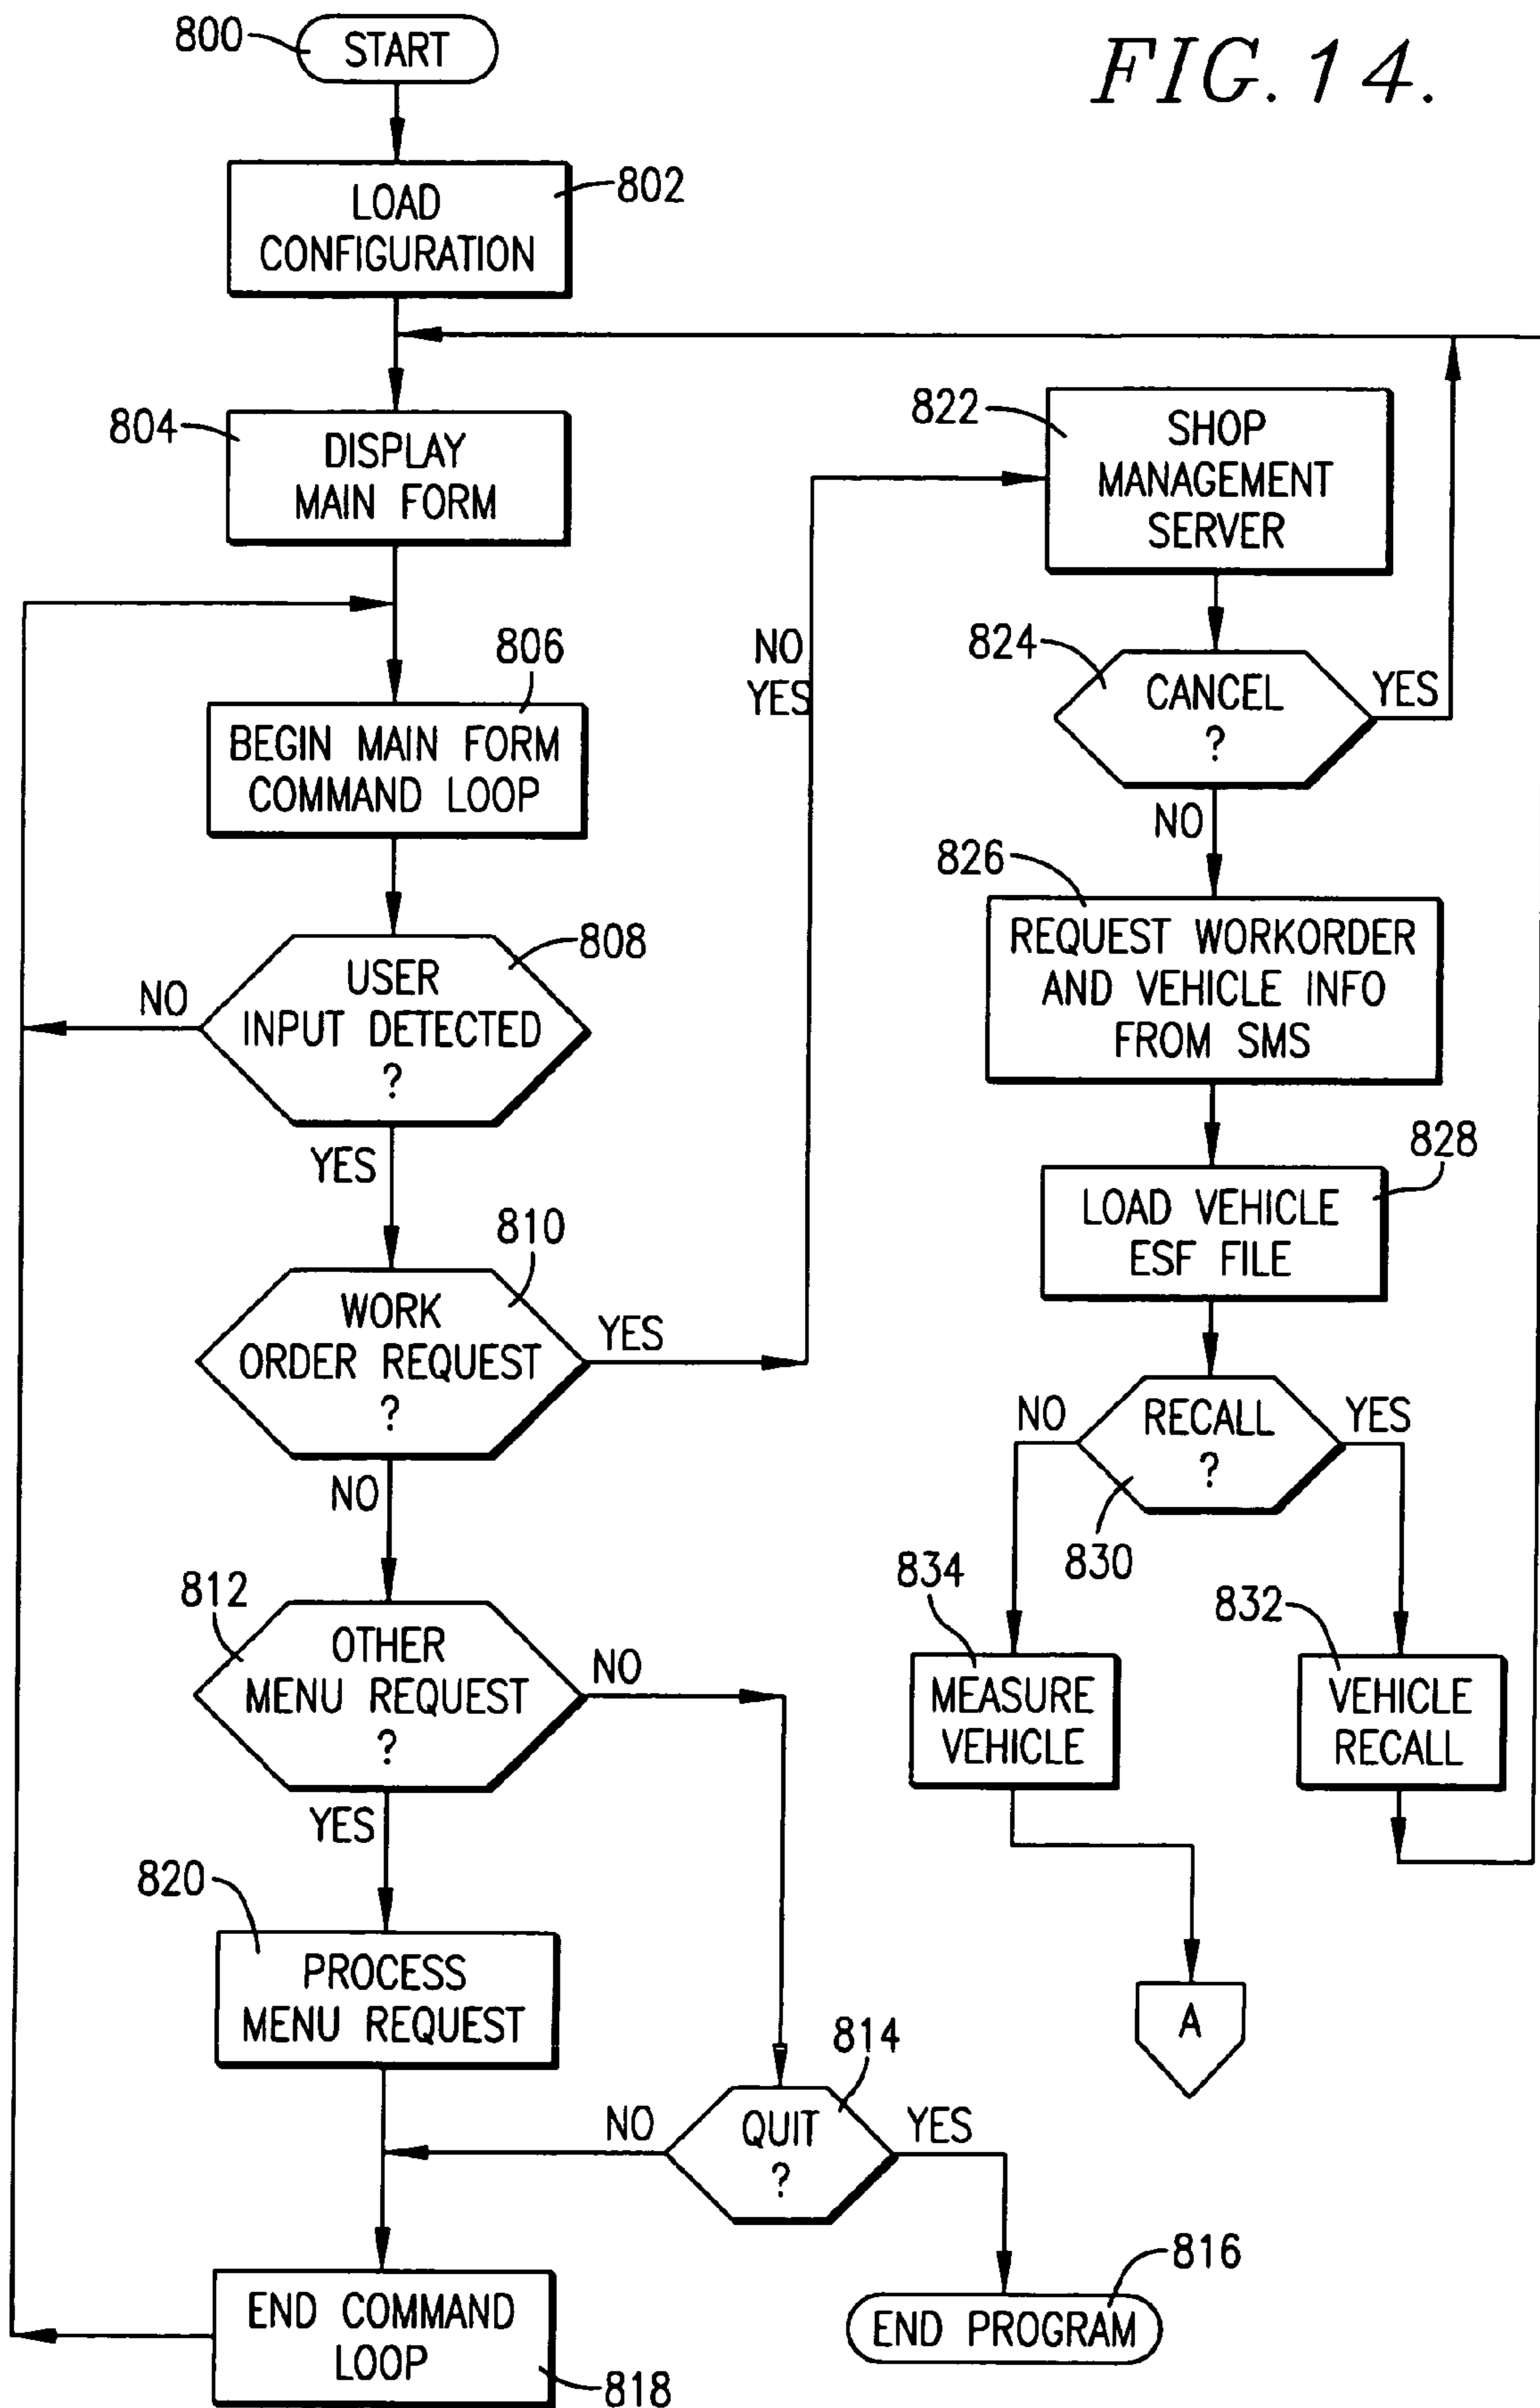 FIG. 14.
800
START
802
LOAD
CONFIGURATION
804
DISPLAY
MAIN FORM
806
BEGIN MAIN FORM
COMMAND LOOP
808
USER
INPUT DETECTED
?
NO
YES
810
WORK
ORDER REQUEST
?
YES
NO
812
OTHER
MENU REQUEST
?
NO
YES
820
PROCESS
MENU REQUEST
814
QUIT
?
NO
YES
816
END PROGRAM
END COMMAND
LOOP
818
NO
YES
822
SHOP
MANAGEMENT
SERVER
824
CANCEL
?
YES
NO
826
REQUEST WORKORDER
AND VEHICLE INFO
FROM SMS
828
LOAD VEHICLE
ESF FILE
NO
RECALL
?
YES
830
834
MEASURE
VEHICLE
832
VEHICLE
RECALL
A